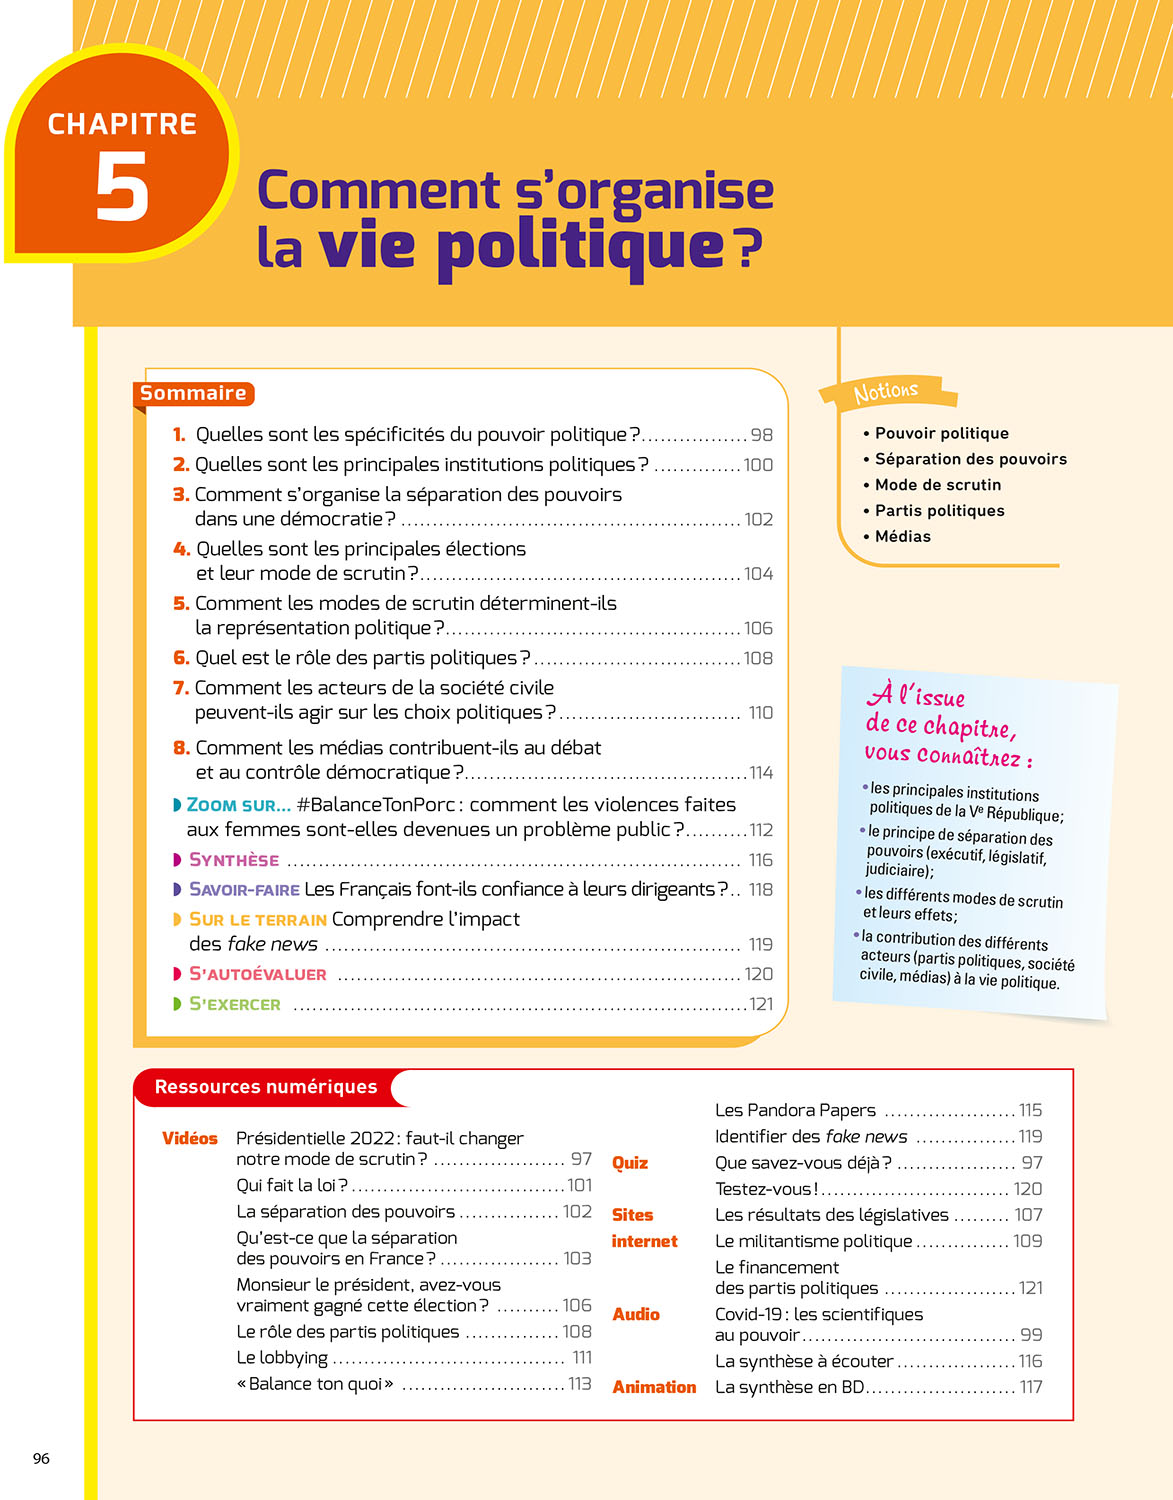 CHAPITRE
5
Comment s'organise
la vie politique ?
Sommaire
1. Quelles sont les spécificités du pouvoir politique ?................. 98
2. Quelles sont les principales institutions politiques ? .............. 100
3. Comment s'organise la séparation des pouvoirs
dans une démocratie ? ...................................................... 102
4. Quelles sont les principales élections
et leur mode de scrutin ?................................................... 104
5. Comment les modes de scrutin déterminent-ils
la représentation politique ?............................................... 106
6. Quel est le rôle des partis politiques ?................................. 108
7. Comment les acteurs de la société civile
peuvent-ils agir sur les choix politiques ?............................. 110
8. Comment les médias contribuent-ils au débat
et au contrôle démocratique ?............................................. 114
ZOOM SUR... #BalanceTonPorc : comment les violences faites
aux femmes sont-elles devenues un problème public ?.......... 112
SYNTHÈSE ........................................................................ 116
SAVOIR-FAIRE Les Français font-ils confiance à leurs dirigeants ?.. 118
SUR LE TERRAIN Comprendre l'impact
des fake news .................................................................. 119
S'AUTOÉVALUER ................................................................ 120
S'EXERCER ........................................................................ 121
Notions
• Pouvoir politique
• Séparation des pouvoirs
• Mode de scrutin
• Partis politiques
• Médias
À l'issue
de ce chapitre,
vous connaîtrez :
• les principales institutions
politiques de la Ve République ;
• le principe de séparation des
pouvoirs (exécutif, législatif,
judiciaire) ;
• les différents modes de scrutin
et leurs effets ;
• la contribution des différents
acteurs (partis politiques, société
civile, médias) à la vie politique.
Ressources numériques
Vidéos Présidentielle 2022 : faut-il changer
notre mode de scrutin ? ..................... 97
Qui fait la loi ?.................................. 101
La séparation des pouvoirs ................ 102
Qu'est-ce que la séparation
des pouvoirs en France ? ................... 103
Monsieur le président, avez-vous
vraiment gagné cette élection ? .......... 106
Le rôle des partis politiques ............... 108
Le lobbying ..................................... 111
« Balance ton quoi » .......................... 113
Les Pandora Papers ..................... 115
Identifier des fake news ................ 119
Quiz Que savez-vous déjà ? ................... 97
Testez-vous !.............................. 120
Sites Les résultats des législatives ......... 107
internet Le militantisme politique ............... 109
Le financement
des partis politiques ..................... 121
Audio Covid-19 : les scientifiques
au pouvoir.................................. 99
La synthèse à écouter ................... 116
Animation La synthèse en BD........................ 117
96